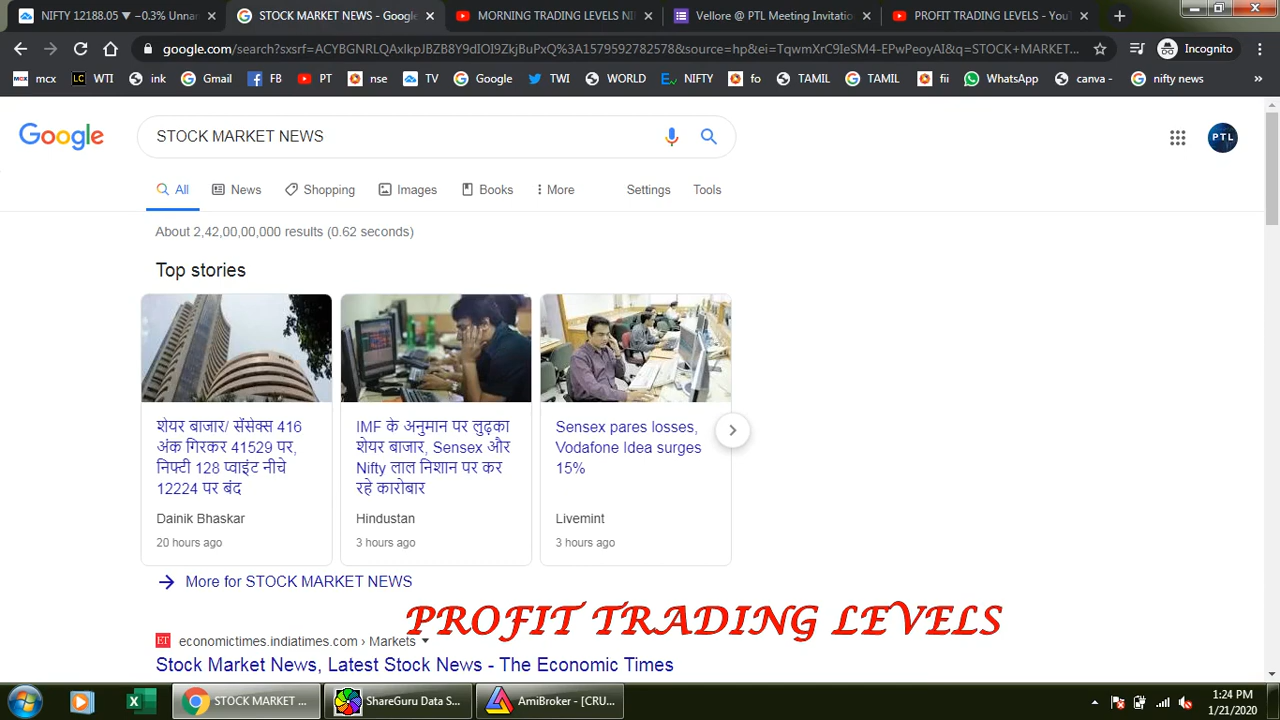 NIFTY 12188.05 ▼ −0.3% Unnar
STOCK MARKET NEWS - Google
MORNING TRADING LEVELS NI
Vellore @ PTL Meeting Invitation
PROFIT TRADING LEVELS - YouT
google.com/search?sxsrf=ACYBGNRLQAxlkpJBZB8Y9dIOI9ZkjBuPxQ%3A1579592782578&source=hp&ei=TqwmXrC9IeSM4-EPwPeoyAI&q=STOCK+MARKET...
Incognito
mcx WTI ink Gmail FB PT nse TV Google TWI WORLD NIFTY fo TAMIL TAMIL fii WhatsApp canva - nifty news
Google
STOCK MARKET NEWS
PTL
All News Shopping Images Books More Settings Tools
About 2,42,00,00,000 results (0.62 seconds)
Top stories
शेयर बाजार/ सेंसेक्स 416
अंक गिरकर 41529 पर,
निफ्टी 128 प्वाइंट नीचे
12224 पर बंद
Dainik Bhaskar
20 hours ago
IMF के अनुमान पर लुढ़का
शेयर बाजार, Sensex और
Nifty लाल निशान पर कर
रहे कारोबार
Hindustan
3 hours ago
Sensex pares losses,
Vodafone Idea surges
15%
Livemint
3 hours ago
More for STOCK MARKET NEWS
PROFIT TRADING LEVELS
ET economictimes.indiatimes.com › Markets
Stock Market News, Latest Stock News - The Economic Times
STOCK MARKET ...
ShareGuru Data S...
AmiBroker - [CRU...
1:24 PM
1/21/2020